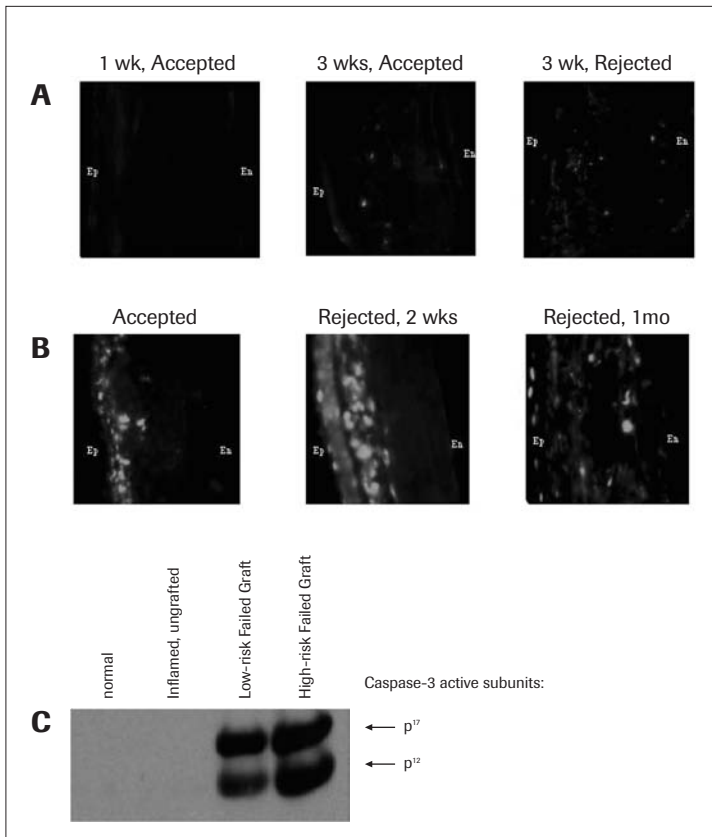 1 wk, Accepted
3 wks, Accepted
3 wk, Rejected
A
Ep
En
Ep
En
Ep
En
Accepted
Rejected, 2 wks
Rejected, 1mo
B
Ep
En
Ep
En
Ep
En
normal
Inflamed, ungrafted
Low-risk Failed Graft
High-risk Failed Graft
Caspase-3 active subunits:
C
p¹⁷
p¹²